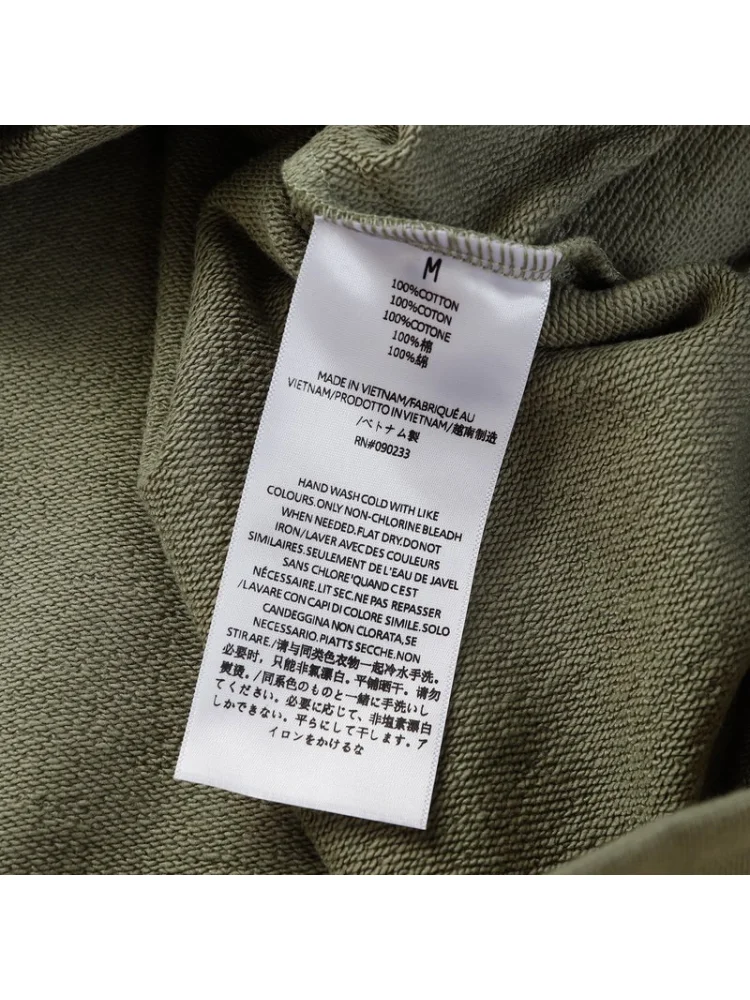 M
100%COTTON
100%COTON
100%COTONE
100%棉
100%綿
MADE IN VIETNAM/FABRIQUÉ AU
VIETNAM/PRODOTTO IN VIETNAM/越南制造
/ベトナム製
RN#090233
HAND WASH COLD WITH LIKE
COLOURS.ONLY NON-CHLORINE BLEADH
WHEN NEEDED.FLAT DRY.DO NOT
IRON/LAVER AVEC DES COULEURS
SIMILAIRES.SEULEMENT DE L'EAU DE JAVEL
SANS CHLORE'QUAND C'EST
NÉCESSAIRE.LIT SEC.NE PAS REPASSER
/LAVARE CON CAPI DI COLORE SIMILE.SOLO
CANDEGGINA NON CLORATA,SE
NECESSARIO.PIATTS SECCHE.NON
STIRARE./请与同类色衣物一起冷水手洗.
必要时，只能非氯漂白. 平铺晒干. 请勿
熨烫。/同系色のものと一緒に手洗いし
てください。必要に応じて、非塩素漂白
しかできない。平らにして干します。ア
イロンをかけるな